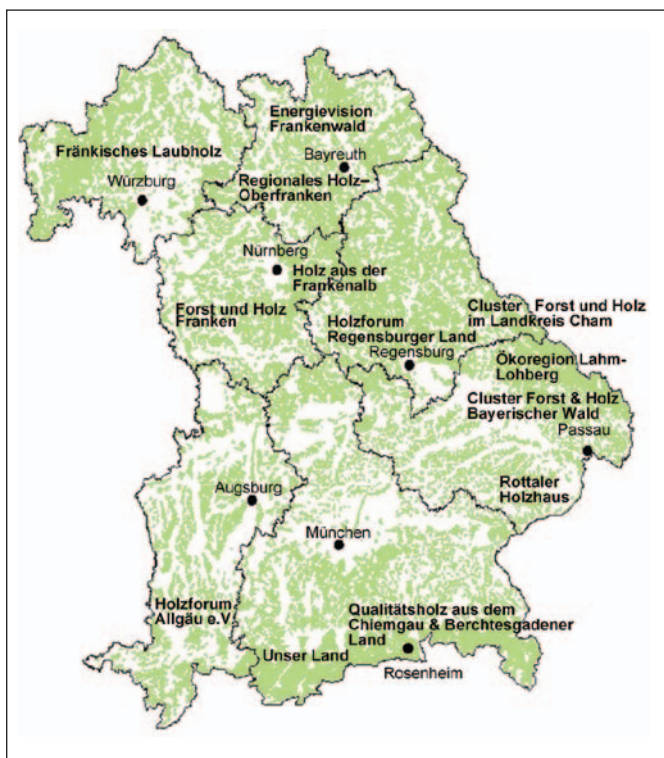 Energievision
Frankenwald
Fränkisches Laubholz
Bayreuth
Würzburg
Regionales Holz–
Oberfranken
Nürnberg
Holz aus der
Frankenalb
Forst und Holz
Franken
Cluster Forst und Holz
im Landkreis Cham
Holzforum
Regensburger Land
Regensburg
Ökoregion Lahm-
Lohberg
Cluster Forst & Holz
Bayerischer Wald
Passau
Rottaler
Holzhaus
Augsburg
München
Holzforum
Allgäu e.V.
Qualitätsholz aus dem
Chiemgau & Berchtesgadener
Land
Unser Land
Rosenheim